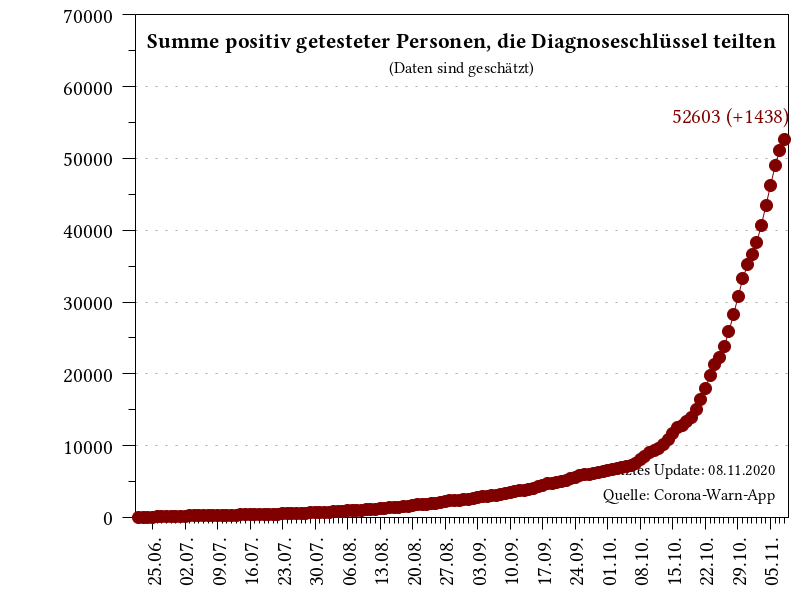 70000
Summe positiv getesteter Personen, die Diagnoseschlüssel teilten
(Daten sind geschätzt)
60000
52603 (+1438)
50000
40000
30000
20000
10000
Update: 08.11.2020
Quelle: Corona-Warn-App
0
25.06. 02.07. 09.07. 16.07. 23.07. 30.07. 06.08. 13.08. 20.08. 27.08. 03.09. 10.09. 17.09. 24.09. 01.10. 08.10. 15.10. 22.10. 29.10. 05.11.